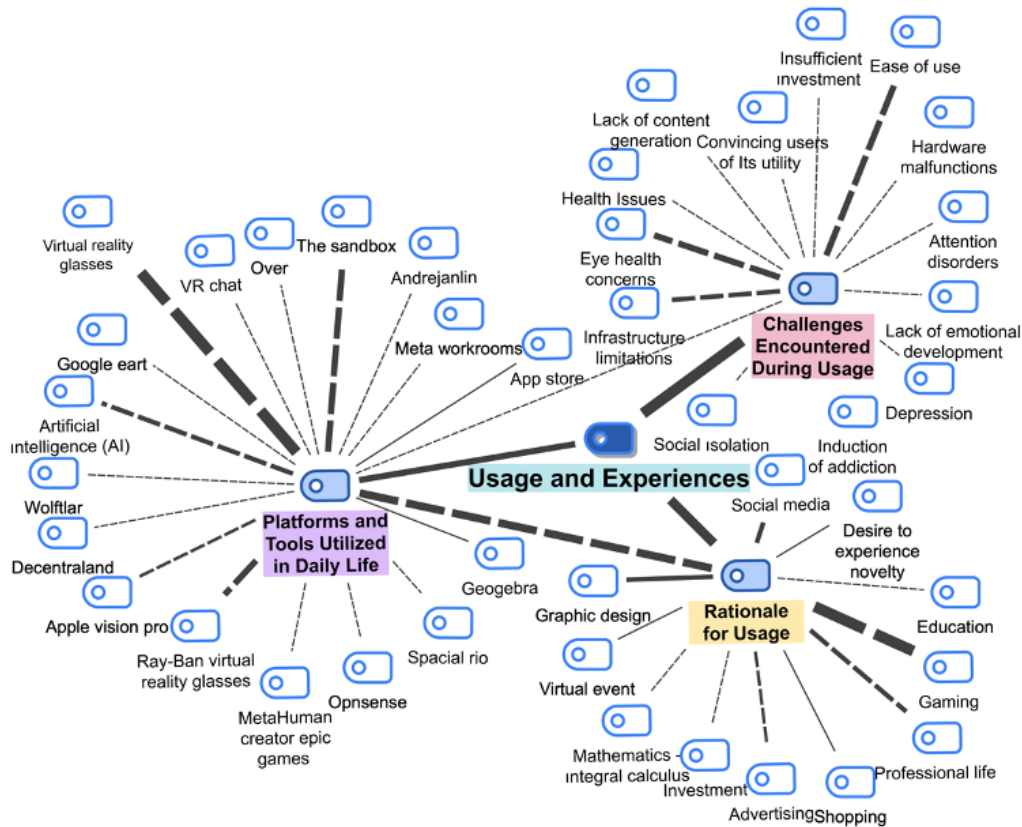 Insufficient
ınvestment
Ease of use
Lack of content
generation
Convincing users
of Its utility
Hardware
malfunctions
Health Issues
Attention
disorders
Eye health
concerns
Lack of emotional
development
Infrastructure
limitations
Challenges
Encountered
During Usage
Depression
Social ısolation
Induction
of addiction
Virtual reality
glasses
VR chat
Over
The sandbox
Andrejanlin
Meta workrooms
App store
Google eart
Artificial
ıntelligence (AI)
Wolftlar
Decentraland
Apple vision pro
Ray-Ban virtual
reality glasses
MetaHuman
creator epic
games
Opnsense
Spacial rio
Geogebra
Platforms and
Tools Utilized
in Daily Life
Usage and Experiences
Social media
Desire to
experience
novelty
Graphic design
Rationale
for Usage
Education
Virtual event
Gaming
Mathematics
ıntegral calculus
Investment
Advertising
Shopping
Professional life